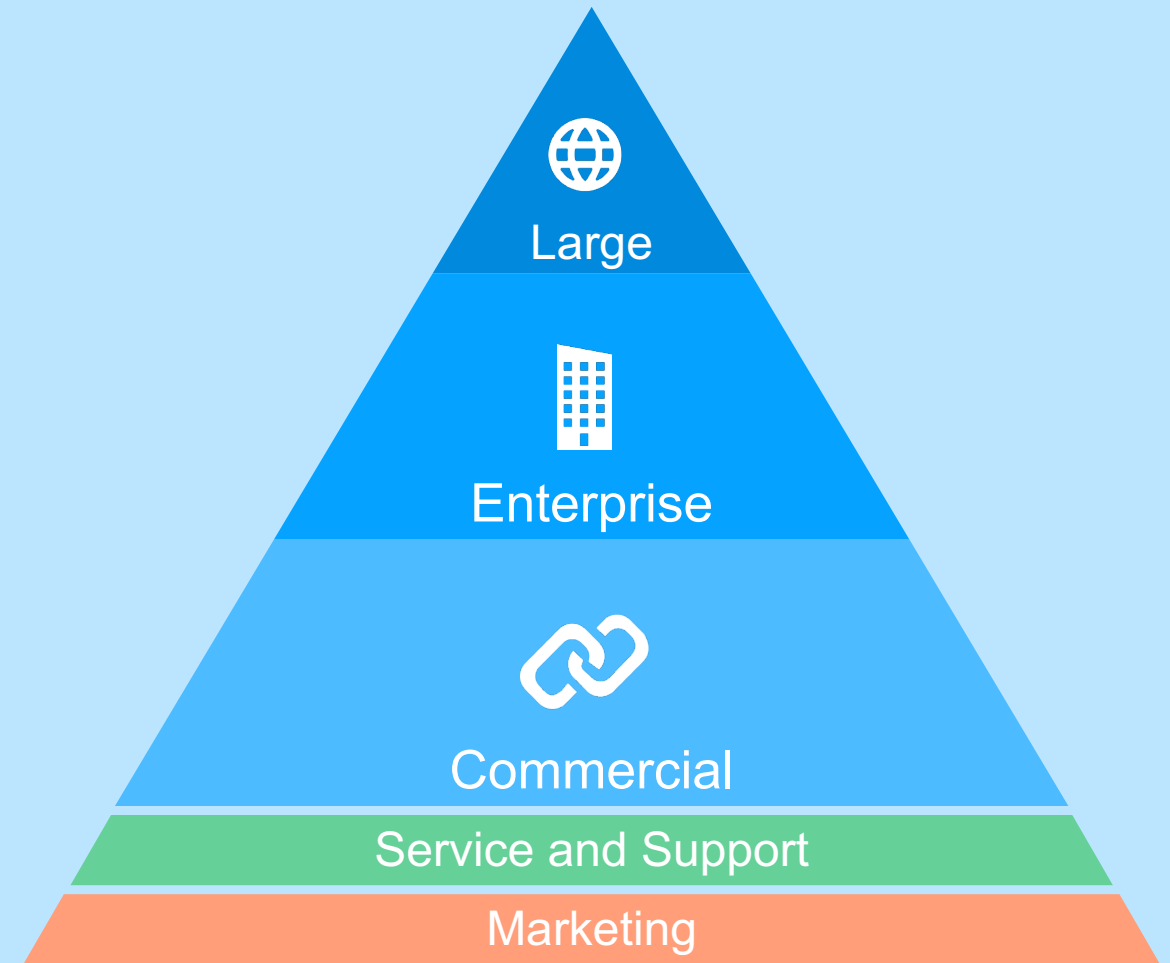 Large
Enterprise
Commercial
Service and Support
Marketing